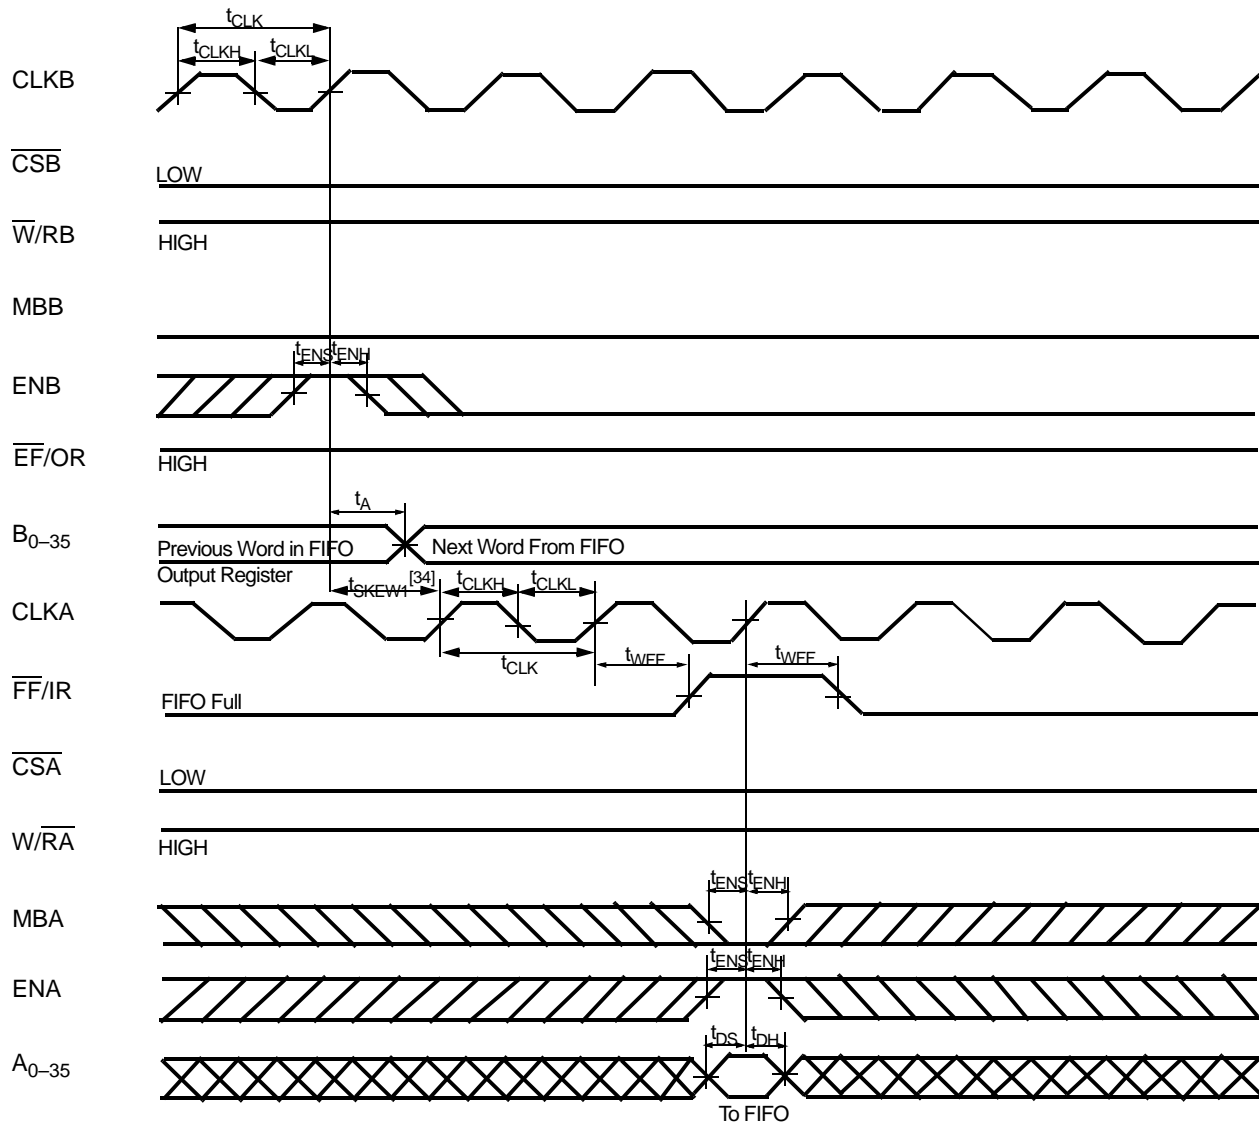 tCLK
tCLKH tCLKL
CLKB
CSB
LOW
W/RB
HIGH
MBB
tENS tENH
ENB
EF/OR
HIGH
tA
B0–35
Previous Word in FIFO Next Word From FIFO
Output Register
tSKEW1[34] tCLKH tCLKL
CLKA
tCLK
tWFF tWFF
FF/IR
FIFO Full
CSA
LOW
W/RA
HIGH
tENS tENH
MBA
tENS tENH
ENA
tDS tDH
A0–35
To FIFO